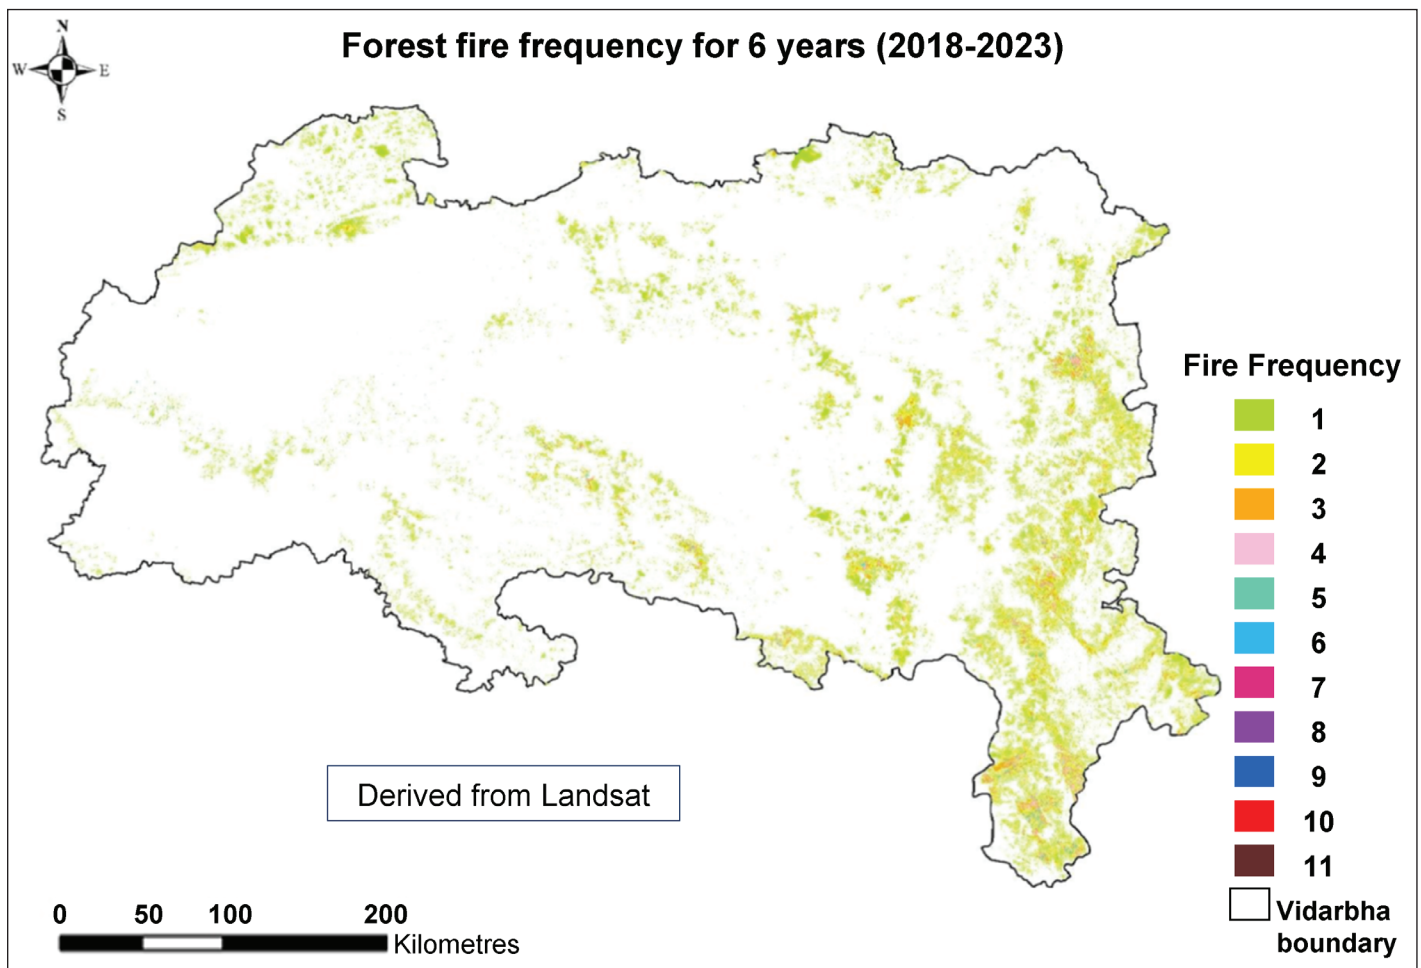 Forest fire frequency for 6 years (2018-2023)
N
W E
S
Fire Frequency
1
2
3
4
5
6
7
8
9
10
11
Vidarbha
boundary
Derived from Landsat
0 50 100 200
Kilometres